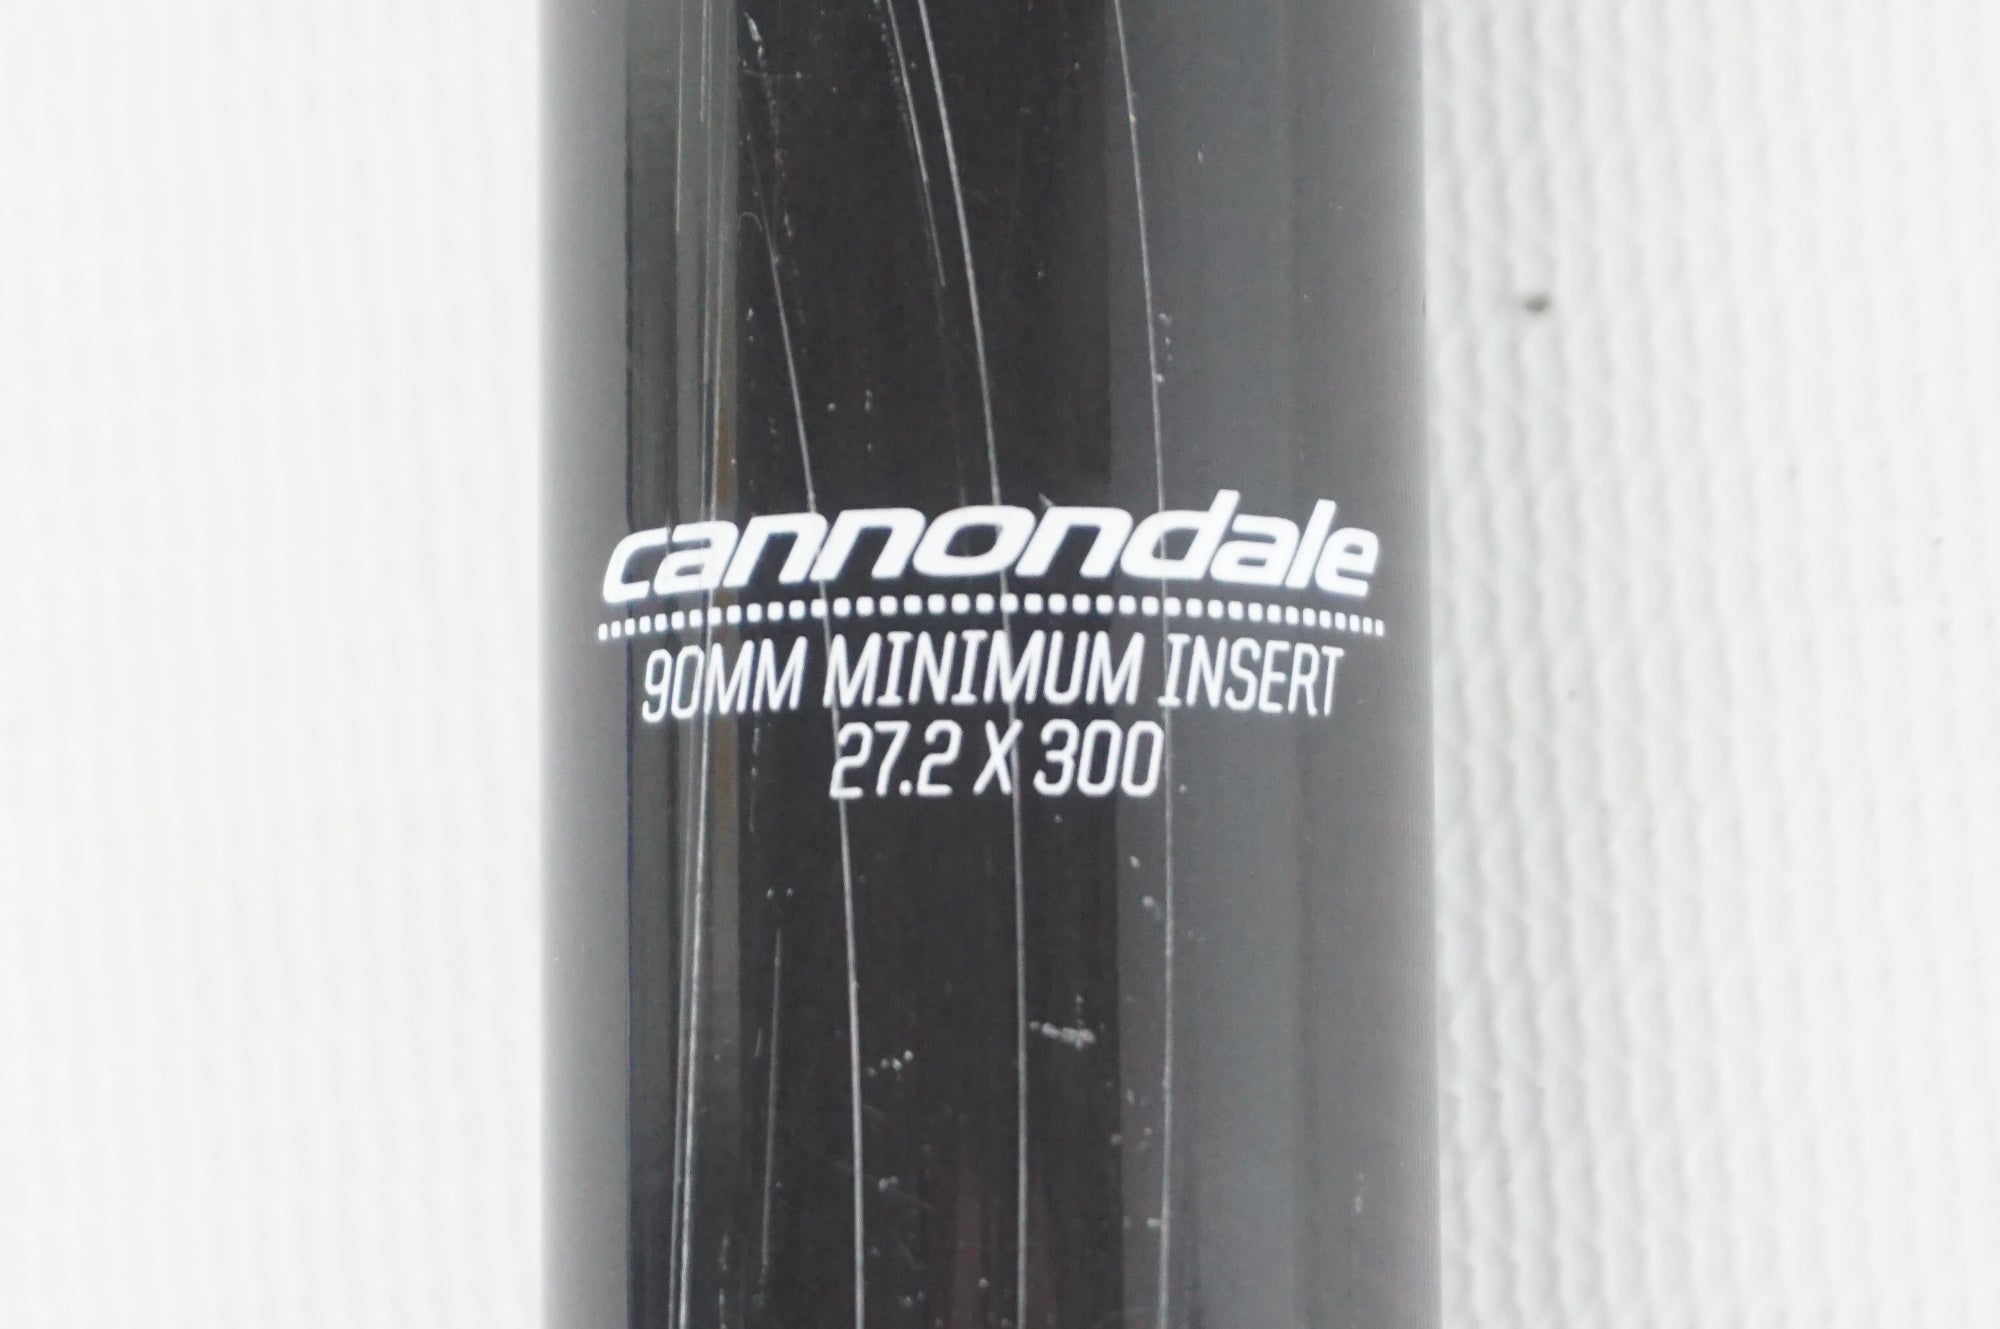 cannondale
90MM MINIMUM INSERT
27.2 X 300